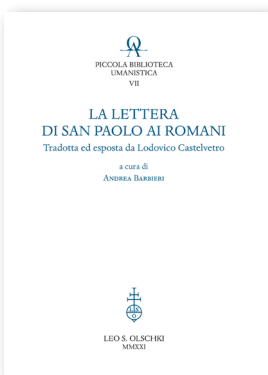 PICCOLA BIBLIOTECA
UMANISTICA
VII
LA LETTERA
DI SAN PAOLO AI ROMANI
Tradotta ed esposta da Lodovico Castelvetro
a cura di
ANDREA BARBIERI
LEO S. OLSCHKI
MMXXI